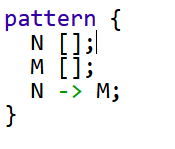 pattern {
  N [];
  M [];
  N -> M;
}